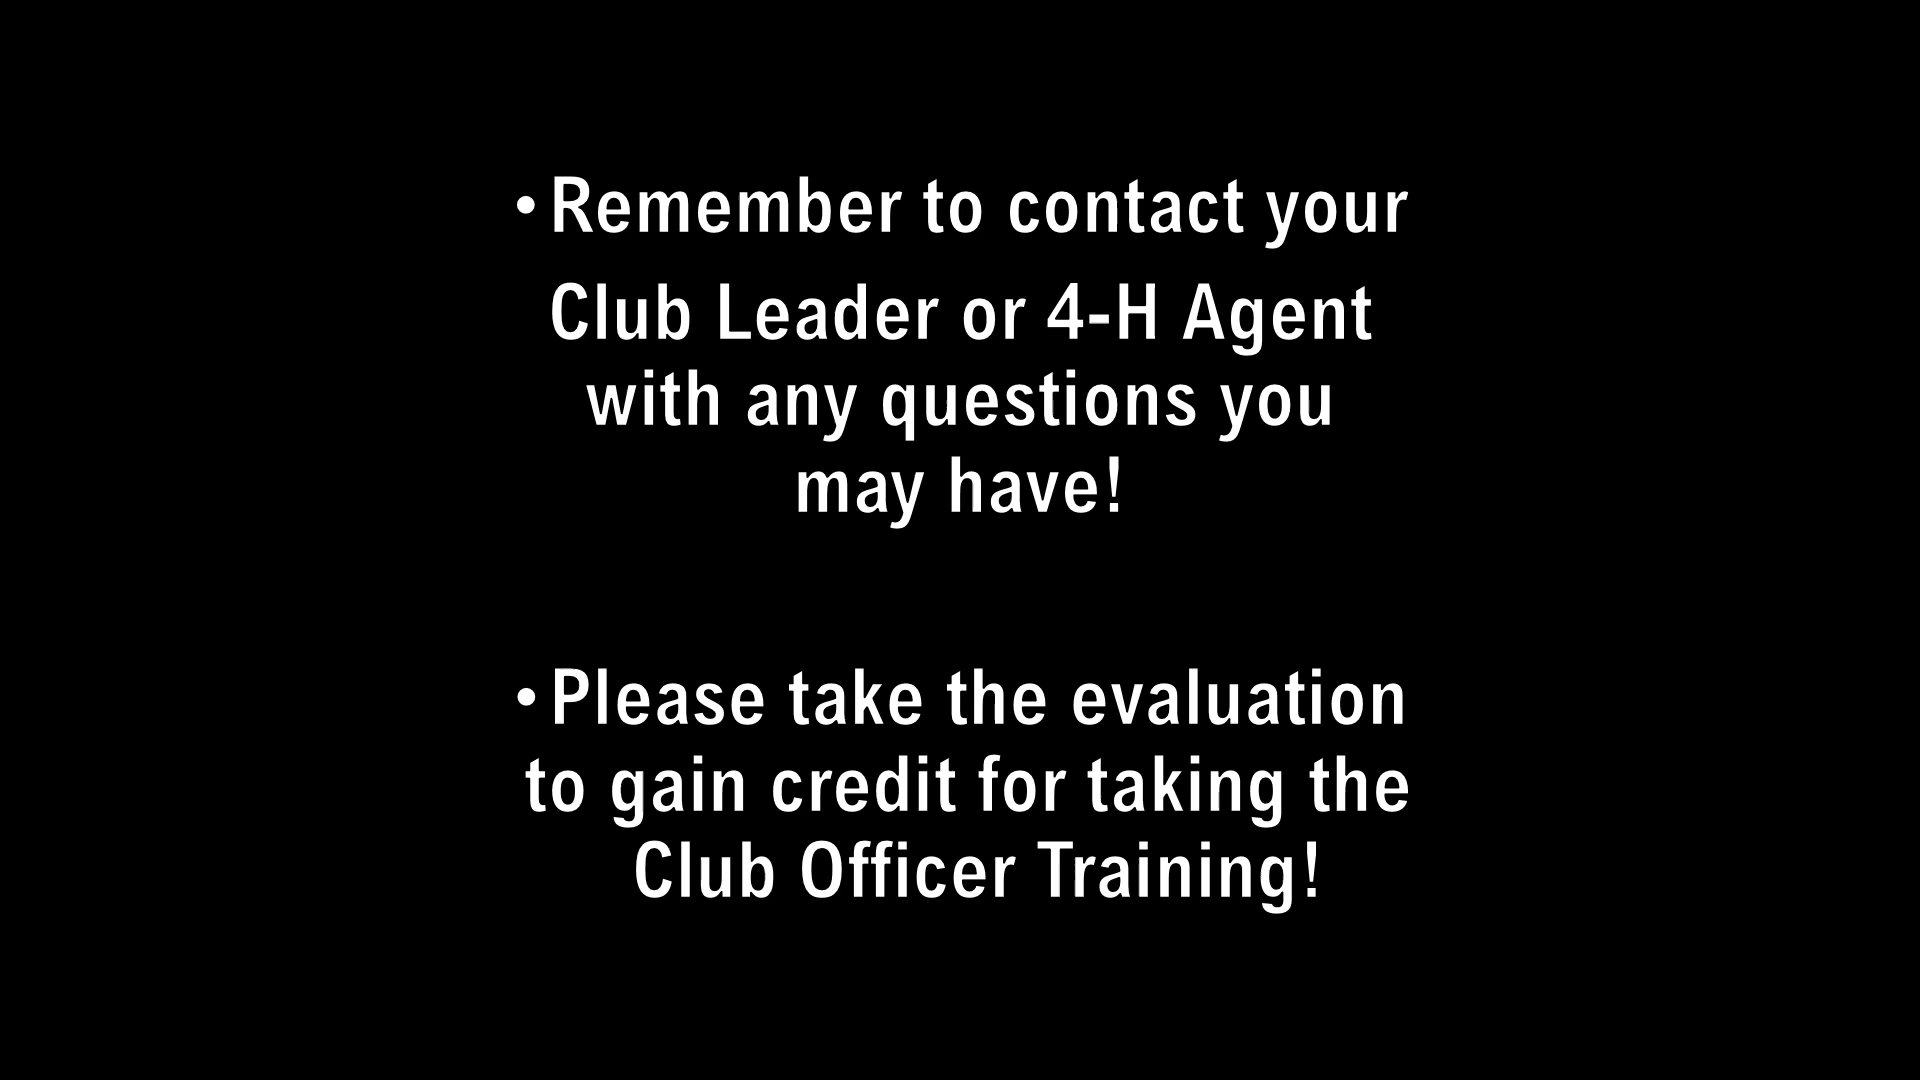 • Remember to contact your
Club Leader or 4-H Agent
with any questions you
may have!
• Please take the evaluation
to gain credit for taking the
Club Officer Training!